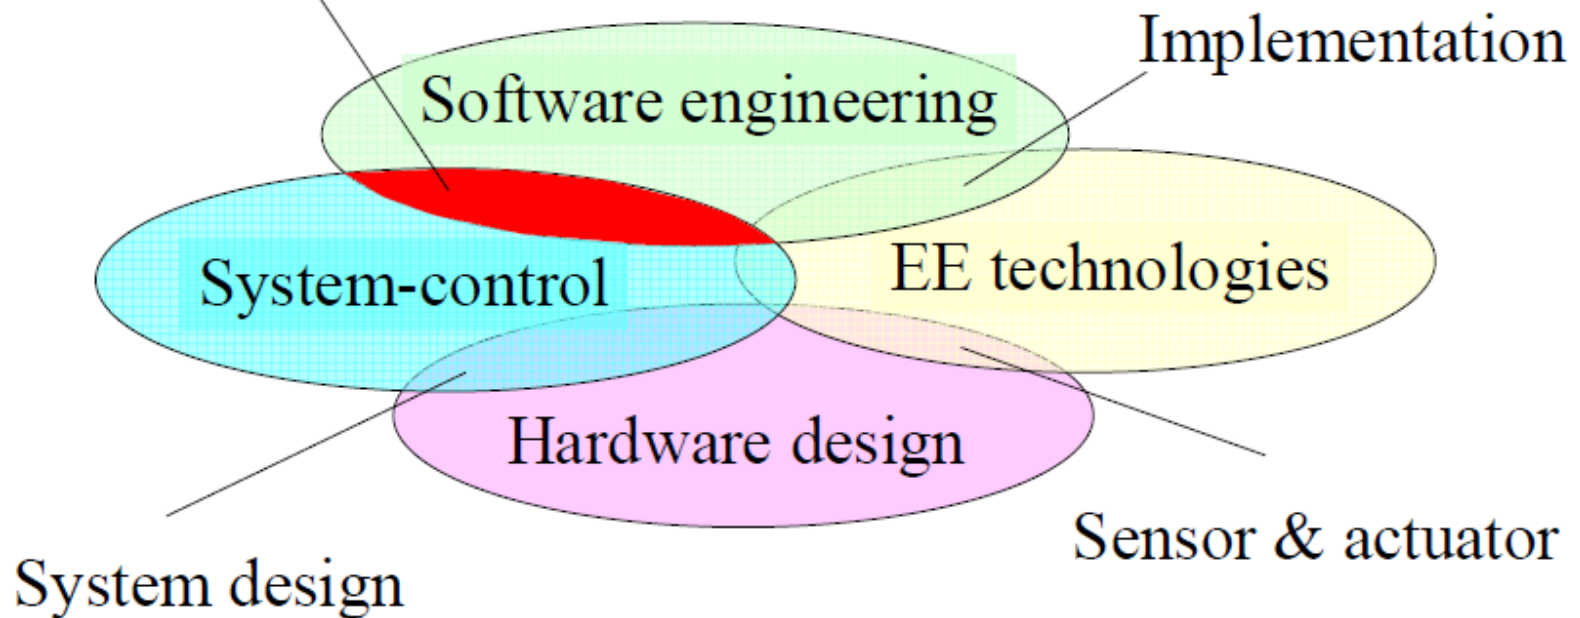 Implementation
Software engineering
EE technologies
System-control
Hardware design
Sensor & actuator
System design